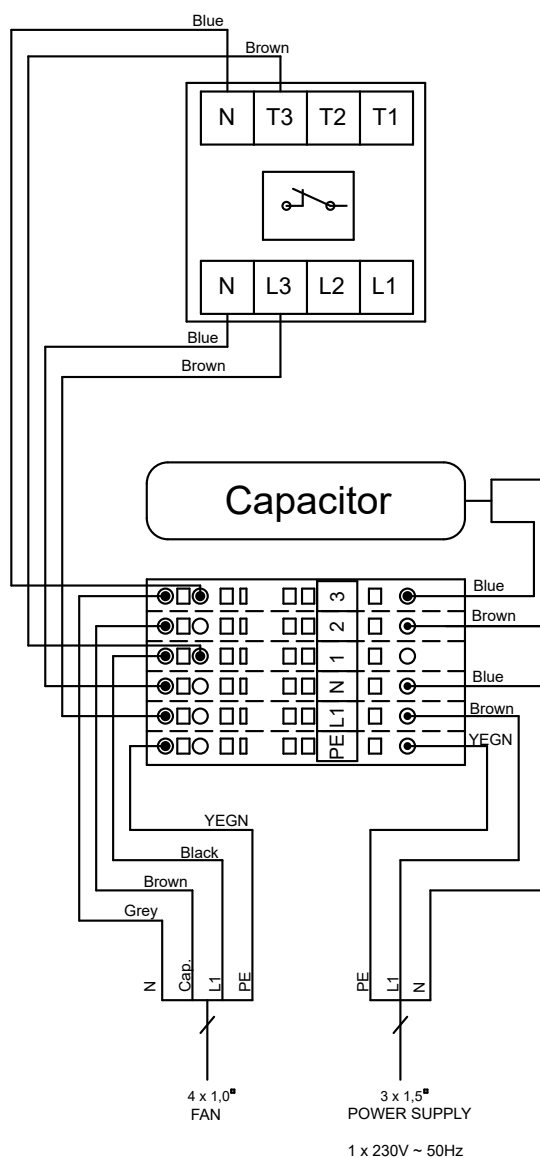 Blue
Brown
N T3 T2 T1
N L3 L2 L1
Blue
Brown
Capacitor
3
Blue
2
Brown
1
N
Blue
L1
Brown
PE
YEGN
YEGN
Black
Brown
Grey
N Cap. L1 PE
PE L1 N
4 x 1,0¤
FAN
3 x 1,5¤
POWER SUPPLY
1 x 230V ~ 50Hz